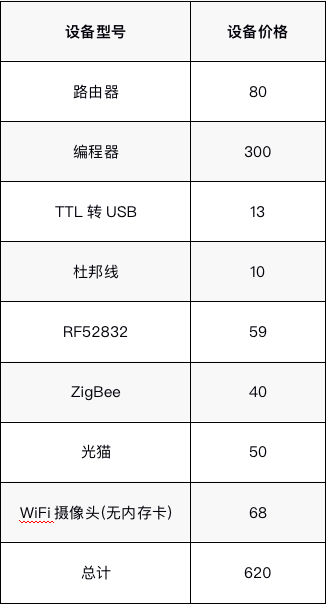 设备型号 设备价格
路由器 80
编程器 300
TTL 转 USB 13
杜邦线 10
RF52832 59
ZigBee 40
光猫 50
WiFi 摄像头(无内存卡) 68
总计 620